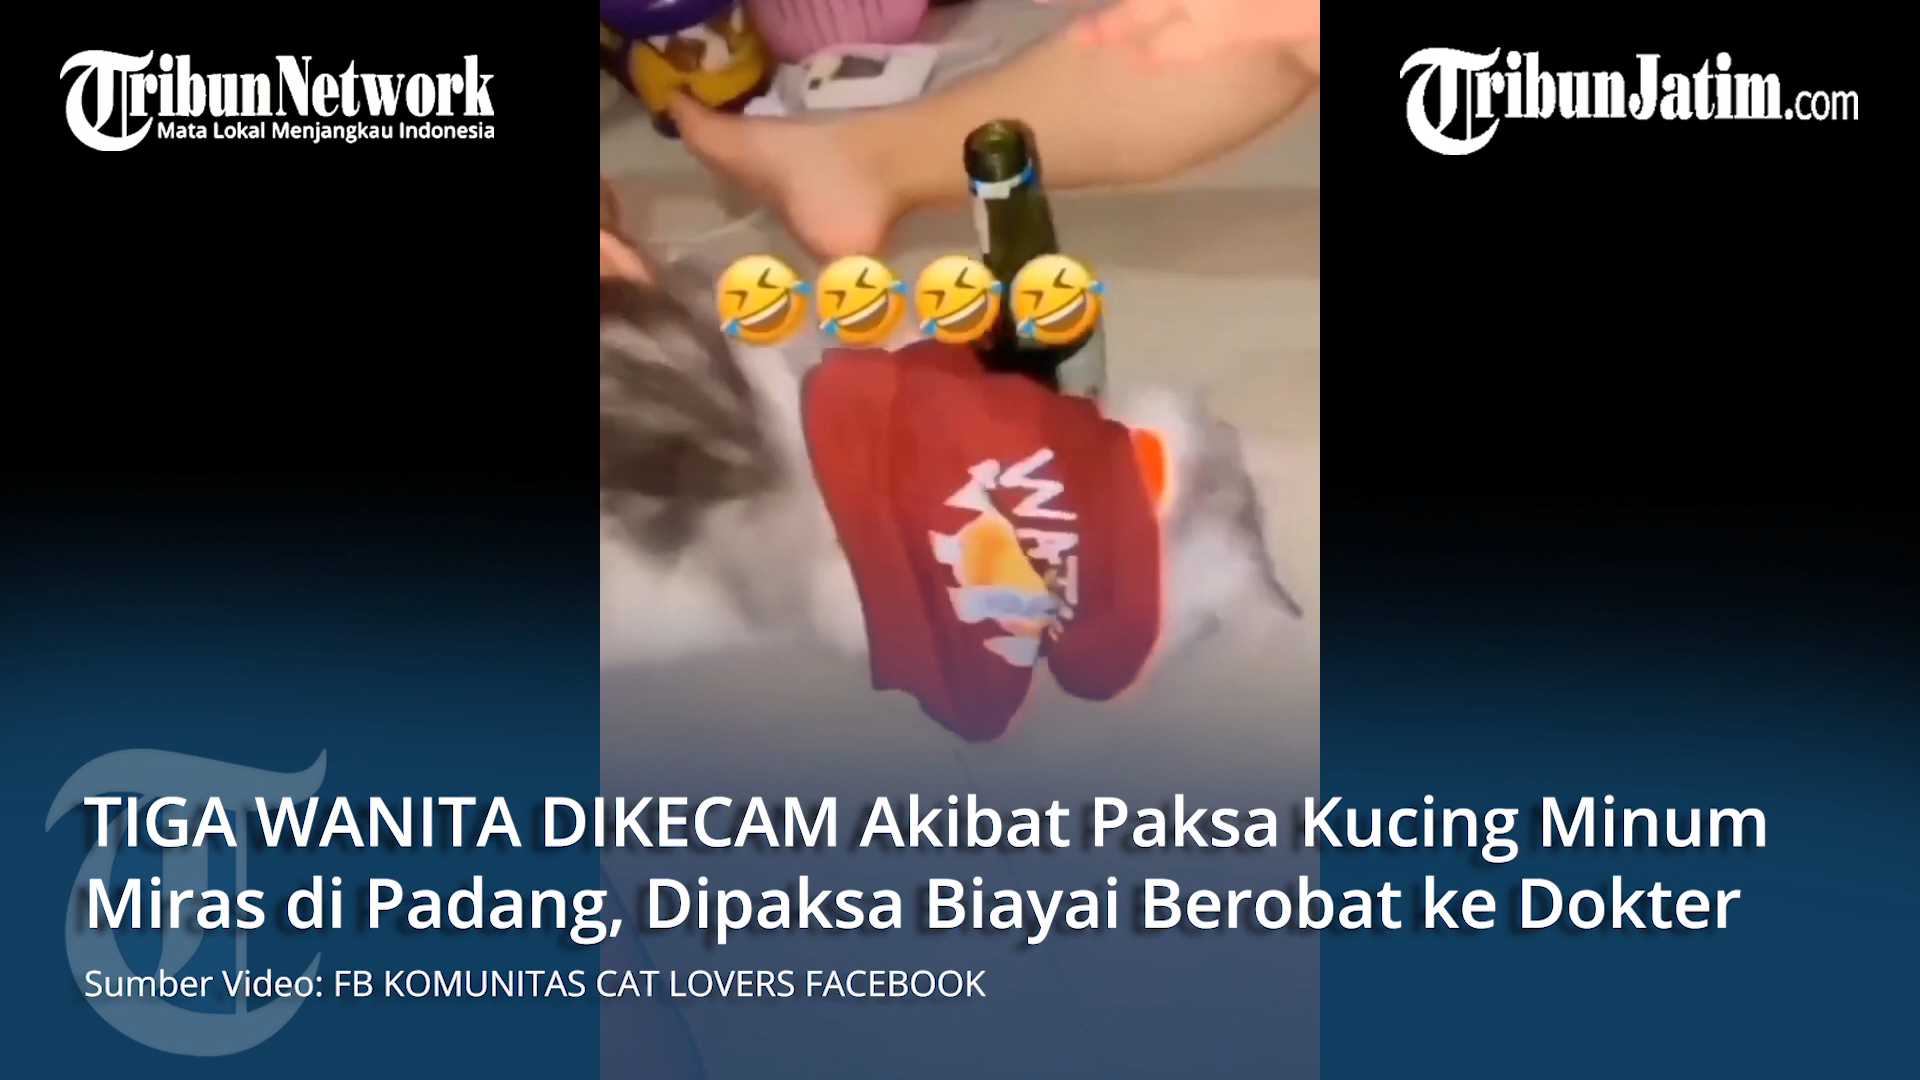 TribunNetwork
Mata Lokal Menjangkau Indonesia
TribunJatim.com
TIGA WANITA DIKECAM Akibat Paksa Kucing Minum
Miras di Padang, Dipaksa Biayai Berobat ke Dokter
Sumber Video: FB KOMUNITAS CAT LOVERS FACEBOOK